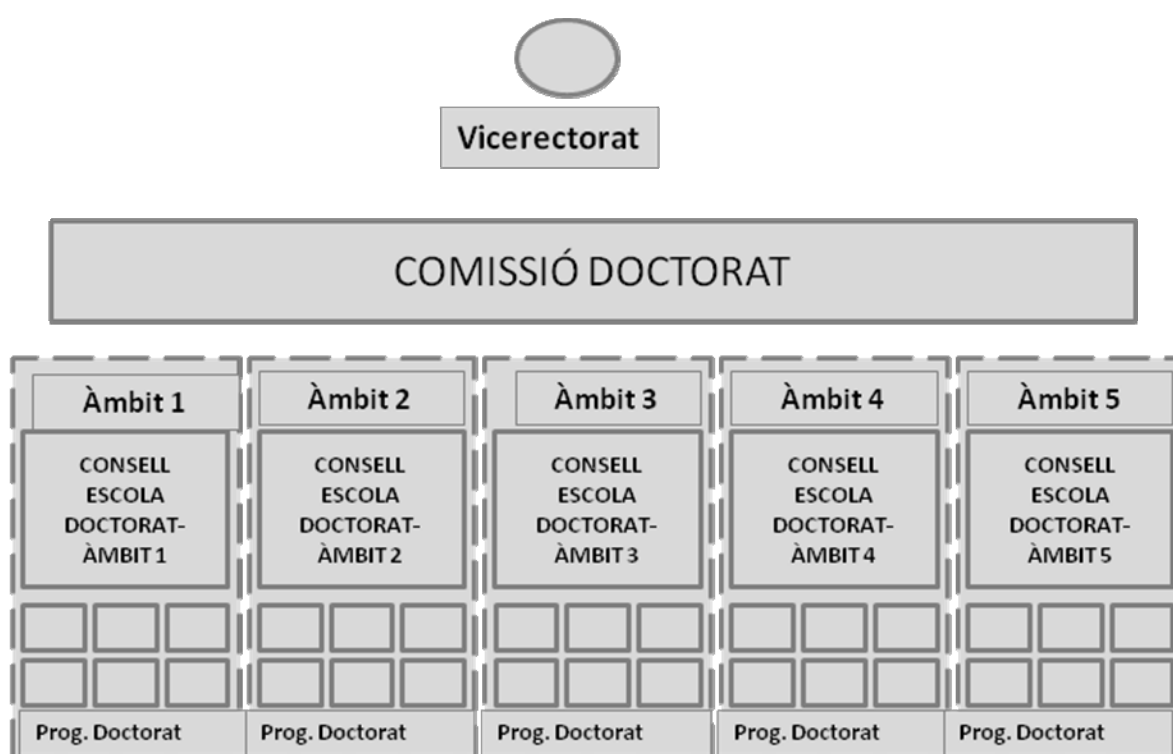 Vicerectorat
COMISSIÓ DOCTORAT
Àmbit 1
CONSELL
ESCOLA
DOCTORAT-
ÀMBIT 1
Prog. Doctorat
Àmbit 2
CONSELL
ESCOLA
DOCTORAT-
ÀMBIT 2
Prog. Doctorat
Àmbit 3
CONSELL
ESCOLA
DOCTORAT-
ÀMBIT 3
Prog. Doctorat
Àmbit 4
CONSELL
ESCOLA
DOCTORAT-
ÀMBIT 4
Prog. Doctorat
Àmbit 5
CONSELL
ESCOLA
DOCTORAT-
ÀMBIT 5
Prog. Doctorat